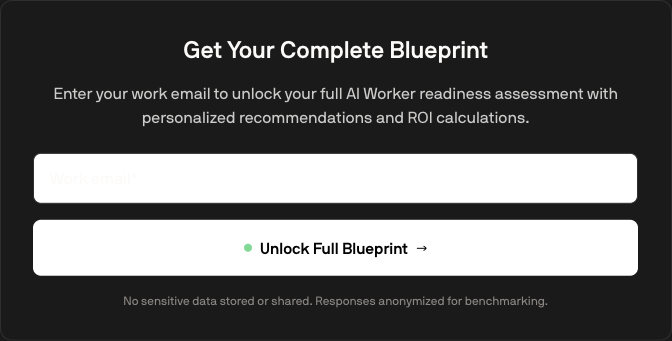 Get Your Complete Blueprint
Enter your work email to unlock your full AI Worker readiness assessment with
personalized recommendations and ROI calculations.
Work email*
Unlock Full Blueprint →
No sensitive data stored or shared. Responses anonymized for benchmarking.